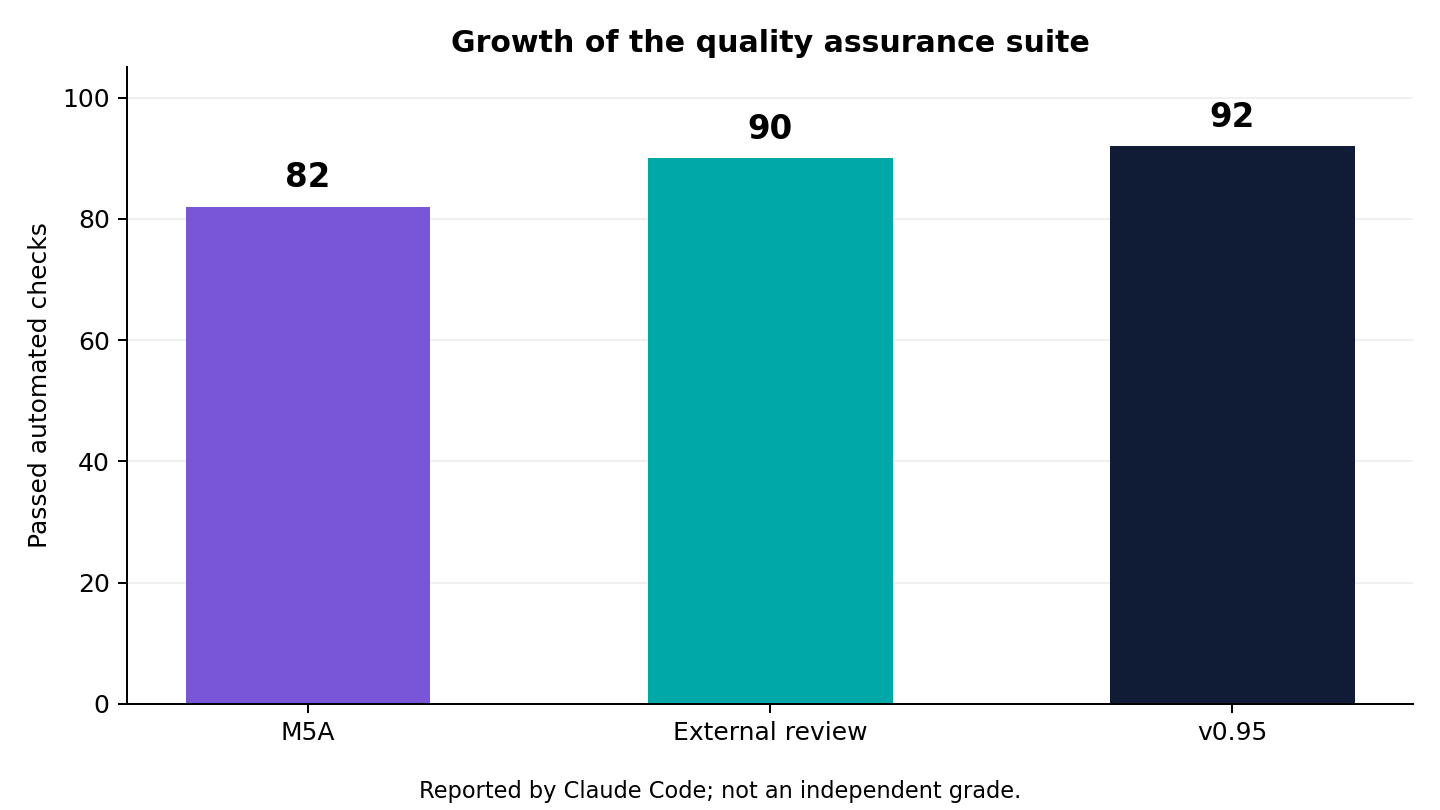 Growth of the quality assurance suite
Passed automated checks
100
80
60
40
20
0
82
90
92
M5A
External review
v0.95
Reported by Claude Code; not an independent grade.